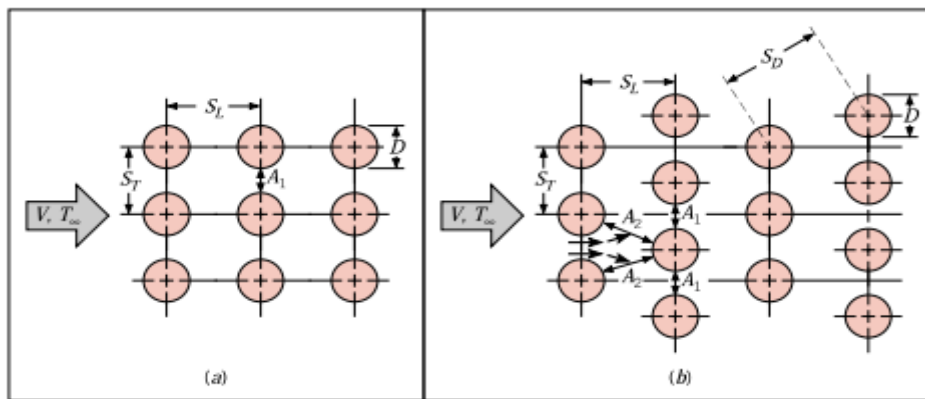 S_L
S_T
D
A_1
V, T_∞
(a)
S_D
S_L
D
S_T
A_2
A_1
V, T_∞
A_2
A_1
(b)